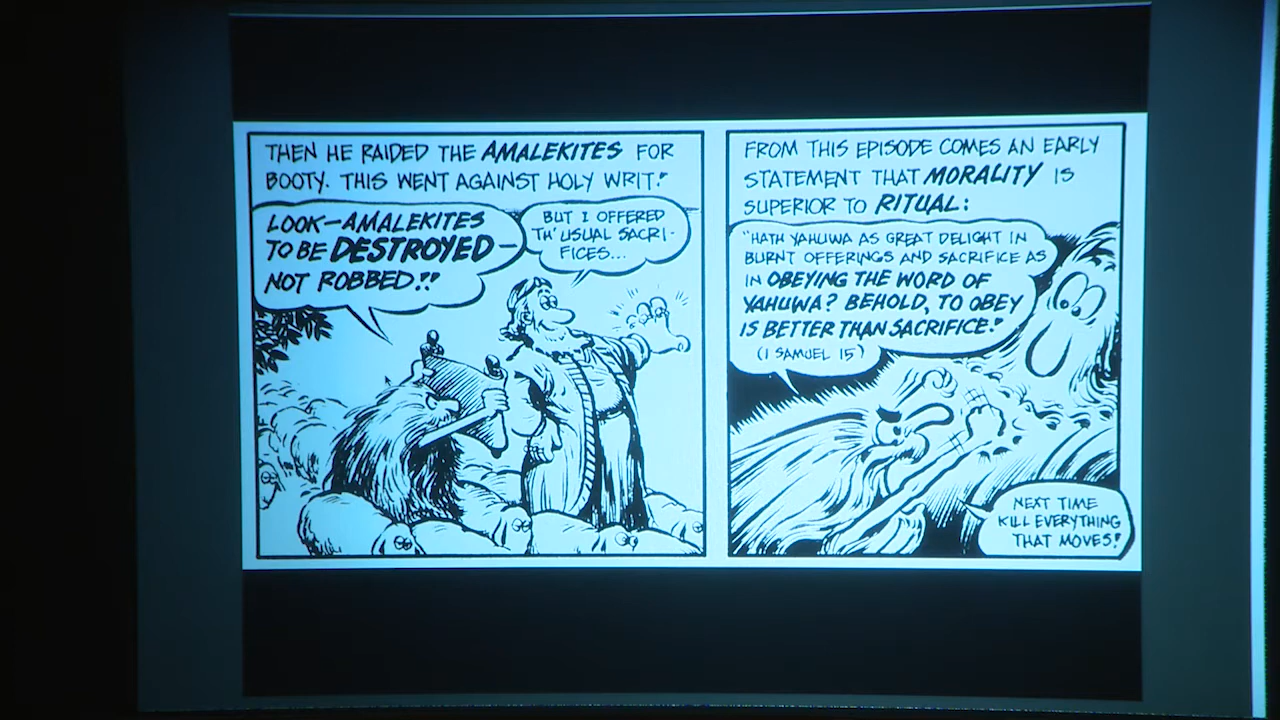 THEN HE RAIDED THE AMALEKITES FOR
BOOTY. THIS WENT AGAINST HOLY WRIT!
LOOK—AMALEKITES
TO BE DESTROYED—
NOT ROBBED!!
BUT I OFFERED
TH' USUAL SACRI-
FICES...
FROM THIS EPISODE COMES AN EARLY
STATEMENT THAT MORALITY IS
SUPERIOR TO RITUAL:
"HATH YAHUWA AS GREAT DELIGHT IN
BURNT OFFERINGS AND SACRIFICE AS
IN OBEYING THE WORD OF
YAHUWA? BEHOLD, TO OBEY
IS BETTER THAN SACRIFICE."
(I SAMUEL 15)
NEXT TIME
KILL EVERYTHING
THAT MOVES!